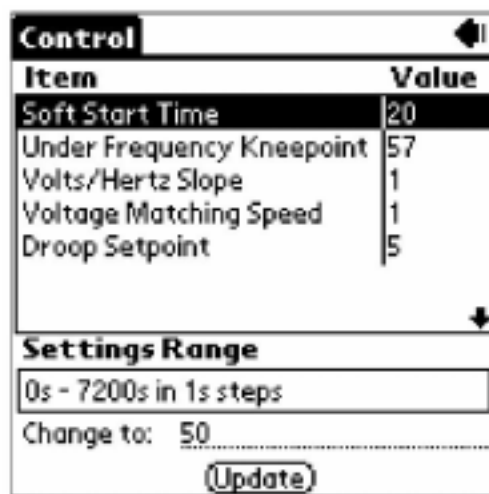 Control
Item Value
Soft Start Time 20
Under Frequency Kneepoint 57
Volts/Hertz Slope 1
Voltage Matching Speed 1
Droop Setpoint 5
Settings Range
0s - 7200s in 1s steps
Change to: 50
Update